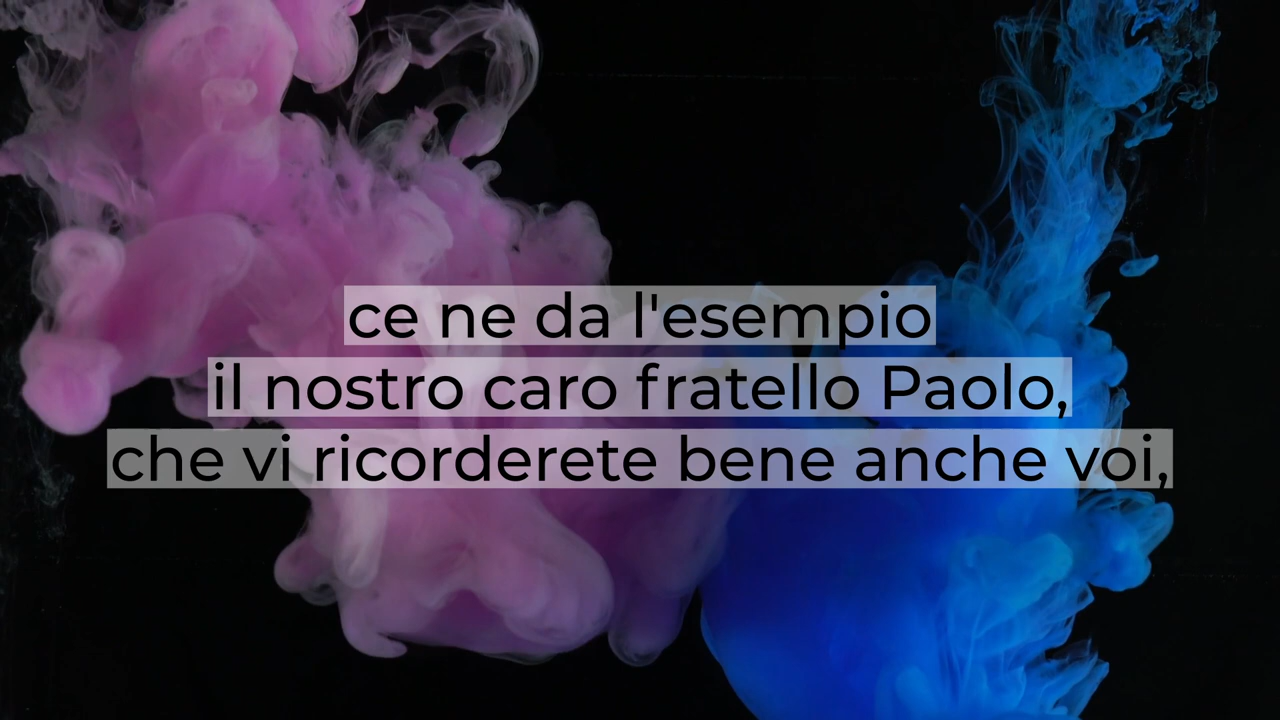 ce ne da l'esempio
il nostro caro fratello Paolo,
che vi ricorderete bene anche voi,